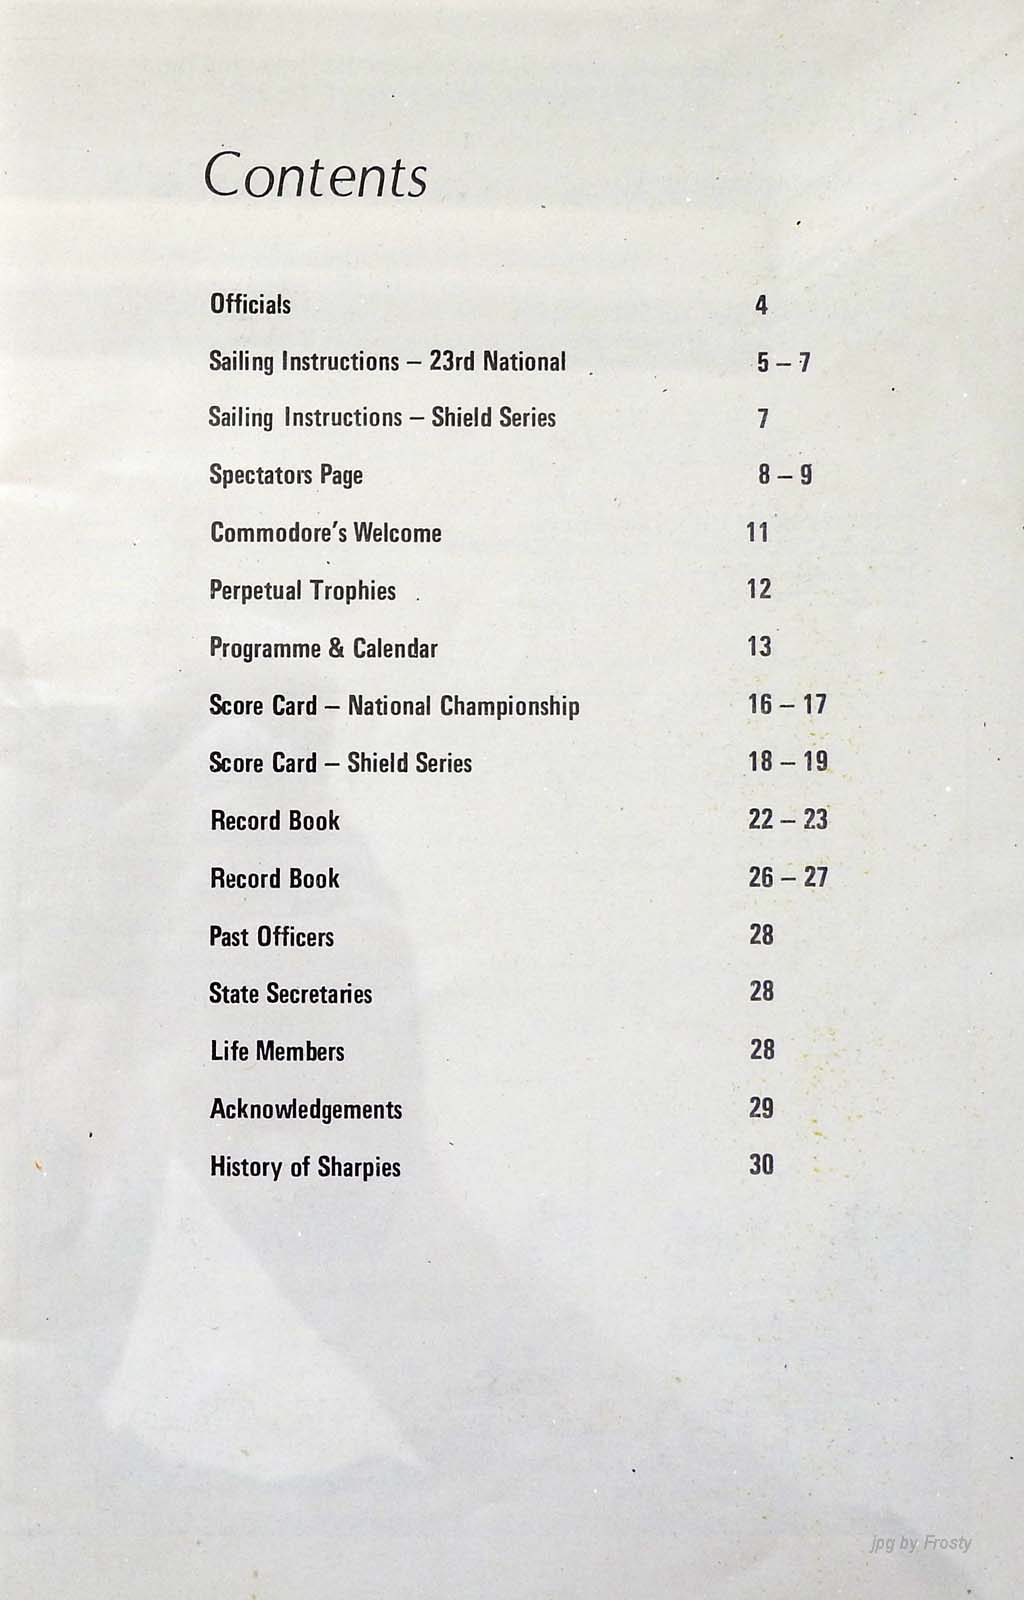 Contents
Officials 4
Sailing Instructions – 23rd National 5 – 7
Sailing Instructions – Shield Series 7
Spectators Page 8 – 9
Commodore's Welcome 11
Perpetual Trophies 12
Programme & Calendar 13
Score Card – National Championship 16 – 17
Score Card – Shield Series 18 – 19
Record Book 22 – 23
Record Book 26 – 27
Past Officers 28
State Secretaries 28
Life Members 28
Acknowledgements 29
History of Sharpies 30
jpg by Frosty